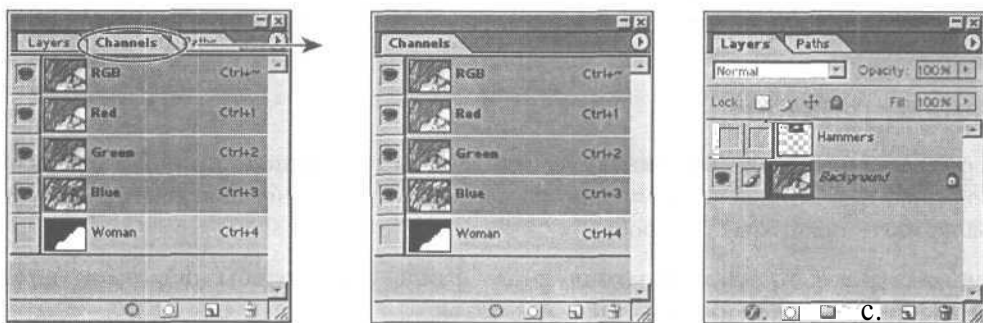 Layers Channels Paths
RGB Ctrl+~
Red Ctrl+1
Green Ctrl+2
Blue Ctrl+3
Woman Ctrl+4
Channels
RGB Ctrl+~
Red Ctrl+1
Green Ctrl+2
Blue Ctrl+3
Woman Ctrl+4
Layers Paths
Normal Opacity: 100%
Lock: Fill: 100%
Hammers
Background
c.